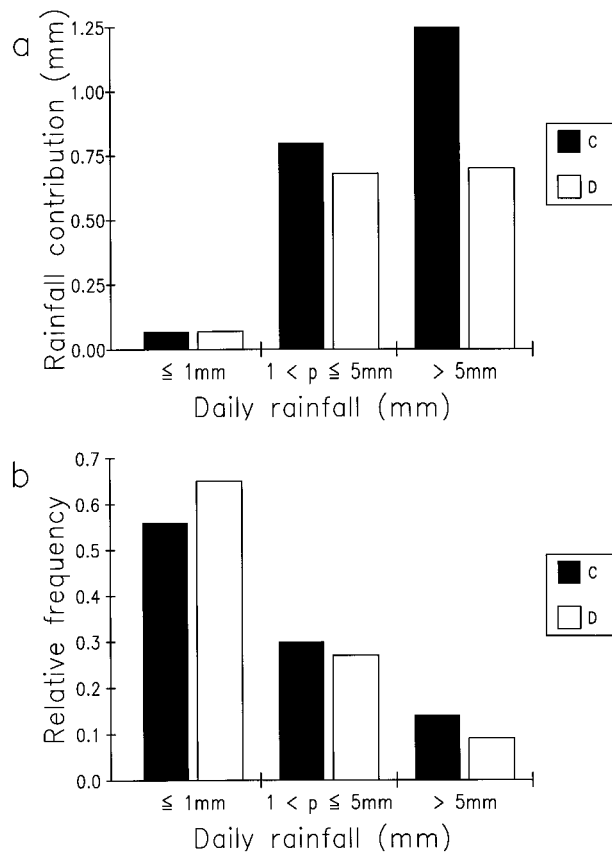 a
Rainfall contribution (mm)
1.25
1.00
0.75
0.50
0.25
0.00
≦ 1mm 1 < p ≦ 5mm > 5mm
Daily rainfall (mm)
C
D
b
Relative frequency
0.7
0.6
0.5
0.4
0.3
0.2
0.1
0.0
≦ 1mm 1 < p ≦ 5mm > 5mm
Daily rainfall (mm)
C
D